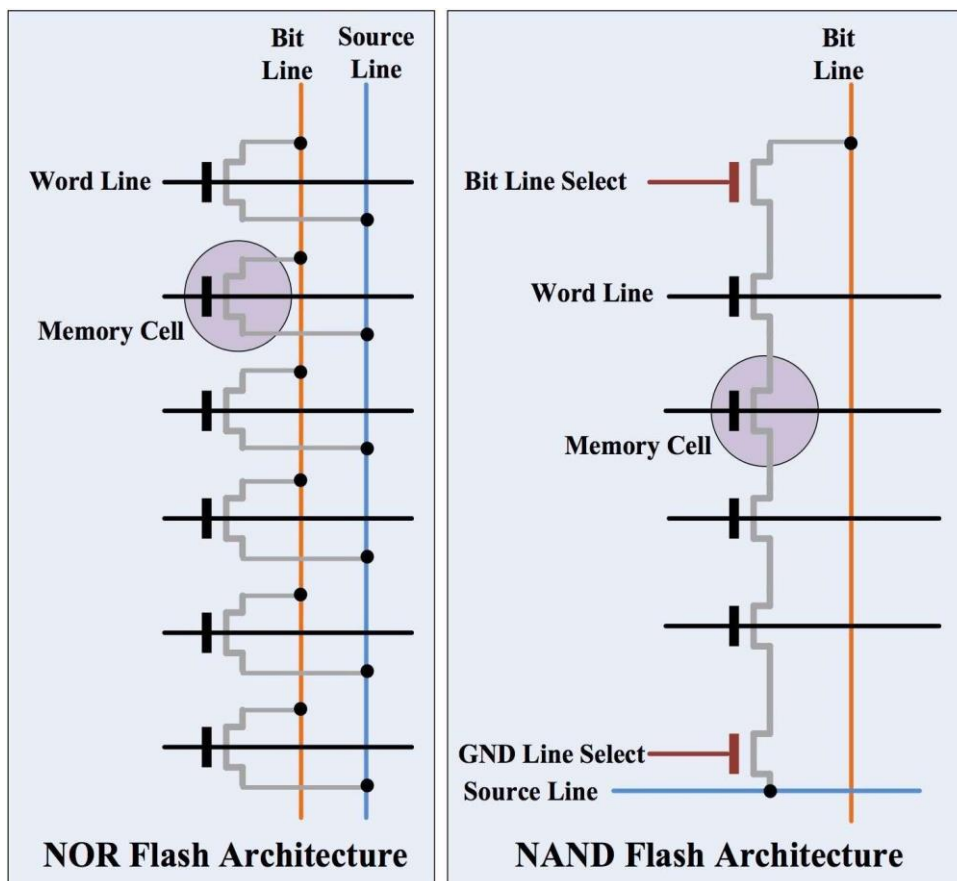 Bit
Line
Source
Line
Word Line
Memory Cell
NOR Flash Architecture
Bit
Line
Bit Line Select
Word Line
Memory Cell
GND Line Select
Source Line
NAND Flash Architecture